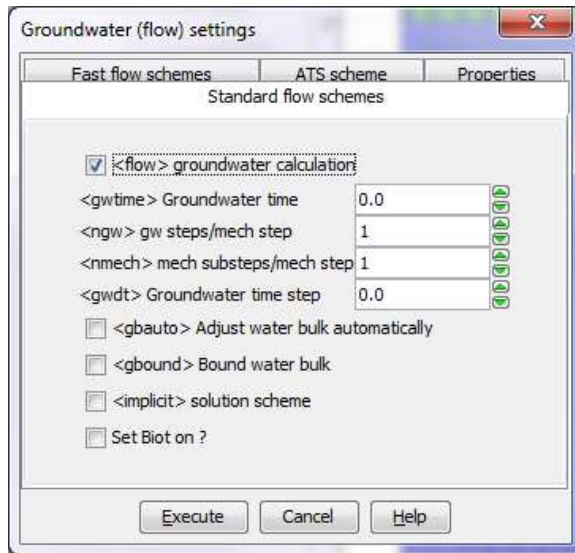 Groundwater (flow) settings
Fast flow schemes ATS scheme Properties
Standard flow schemes
<flow> groundwater calculation
<gwtime> Groundwater time 0.0
<ngw> gw steps/mech step 1
<nmech> mech substeps/mech step 1
<gwdt> Groundwater time step 0.0
<gbauto> Adjust water bulk automatically
<gbound> Bound water bulk
<implicit> solution scheme
Set Biot on ?
Execute Cancel Help